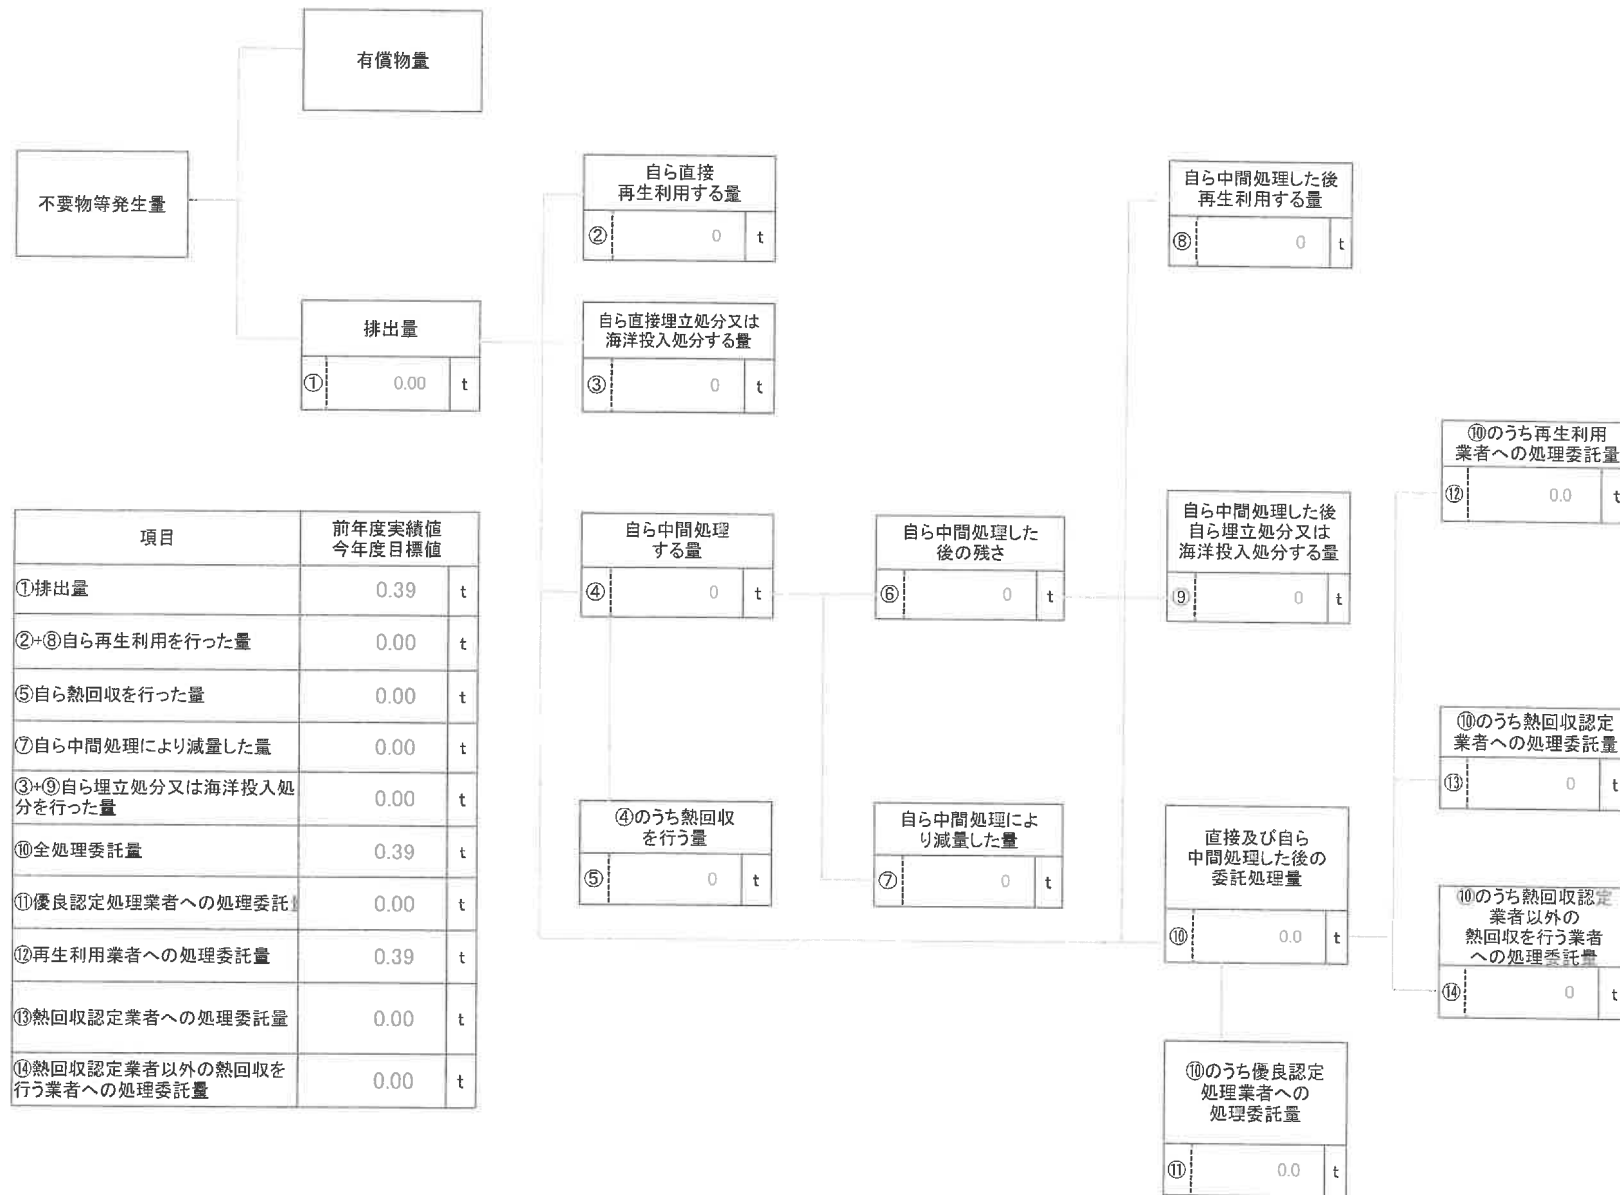 有償物量
不要物等発生量
排出量
① 0.00 t
自ら直接
再生利用する量
② 0 t
自ら直接埋立処分又は
海洋投入処分する量
③ 0 t
自ら中間処理
する量
④ 0 t
④のうち熱回収
を行う量
⑤ 0 t
自ら中間処理した
後の残さ
⑥ 0 t
自ら中間処理によ
り減量した量
⑦ 0 t
自ら中間処理した後
再生利用する量
⑧ 0 t
自ら中間処理した後
自ら埋立処分又は
海洋投入処分する量
⑨ 0 t
直接及び自ら
中間処理した後の
委託処理量
⑩ 0.0 t
⑩のうち優良認定
処理業者への
処理委託量
⑪ 0.0 t
⑩のうち再生利用
業者への処理委託量
⑫ 0.0 t
⑩のうち熱回収認定
業者への処理委託量
⑬ 0 t
⑩のうち熱回収認定
業者以外の
熱回収を行う業者
への処理委託量
⑭ 0 t
項目 前年度実績値
今年度目標値
①排出量 0.39 t
②+⑧自ら再生利用を行った量 0.00 t
⑤自ら熱回収を行った量 0.00 t
⑦自ら中間処理により減量した量 0.00 t
③+⑨自ら埋立処分又は海洋投入処
分を行った量 0.00 t
⑩全処理委託量 0.39 t
⑪優良認定処理業者への処理委託 0.00 t
⑫再生利用業者への処理委託量 0.39 t
⑬熱回収認定業者への処理委託量 0.00 t
⑭熱回収認定業者以外の熱回収を
行う業者への処理委託量 0.00 t